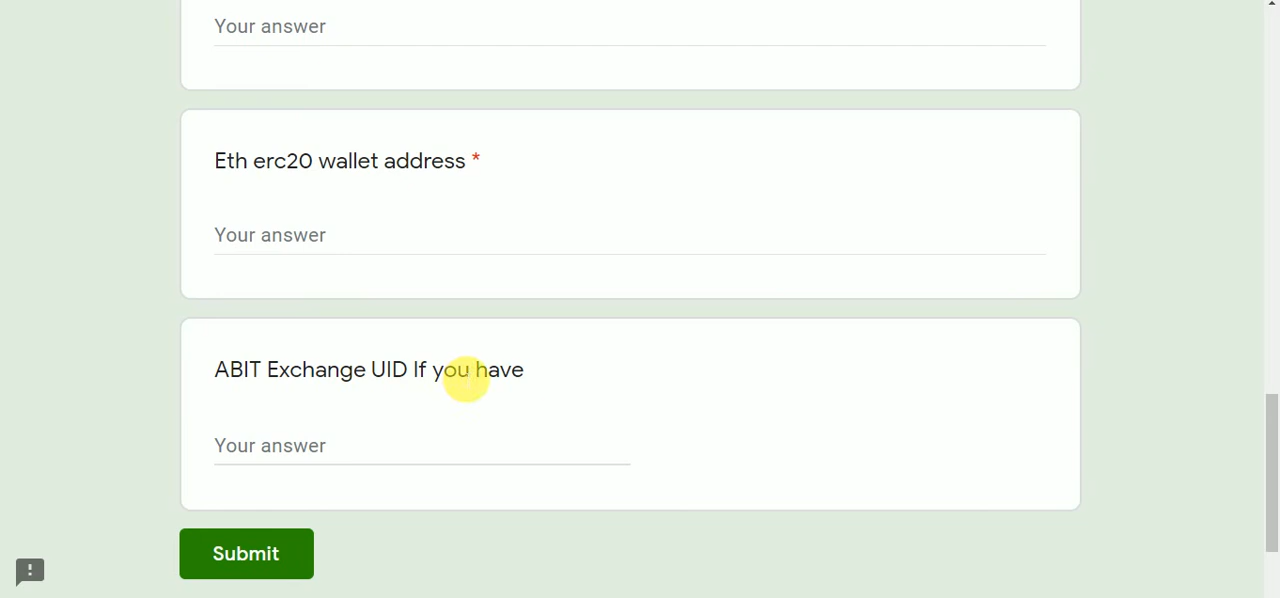 Your answer
Eth erc20 wallet address *
Your answer
ABIT Exchange UID If you have
Your answer
Submit